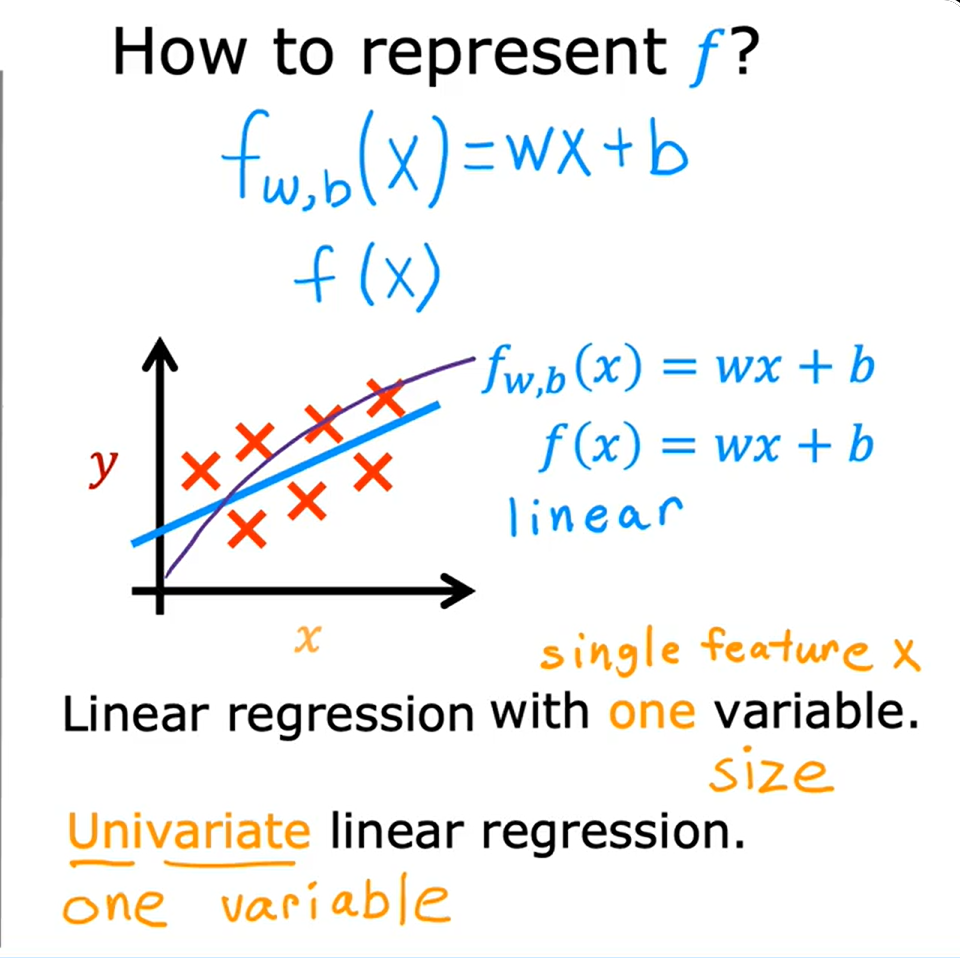 How to represent f?
f_{w,b}(x) = wx + b
f(x)
f_{w,b}(x) = wx + b
f(x) = wx + b
linear
y
x
single feature x
Linear regression with one variable.
size
Univariate linear regression.
one variable